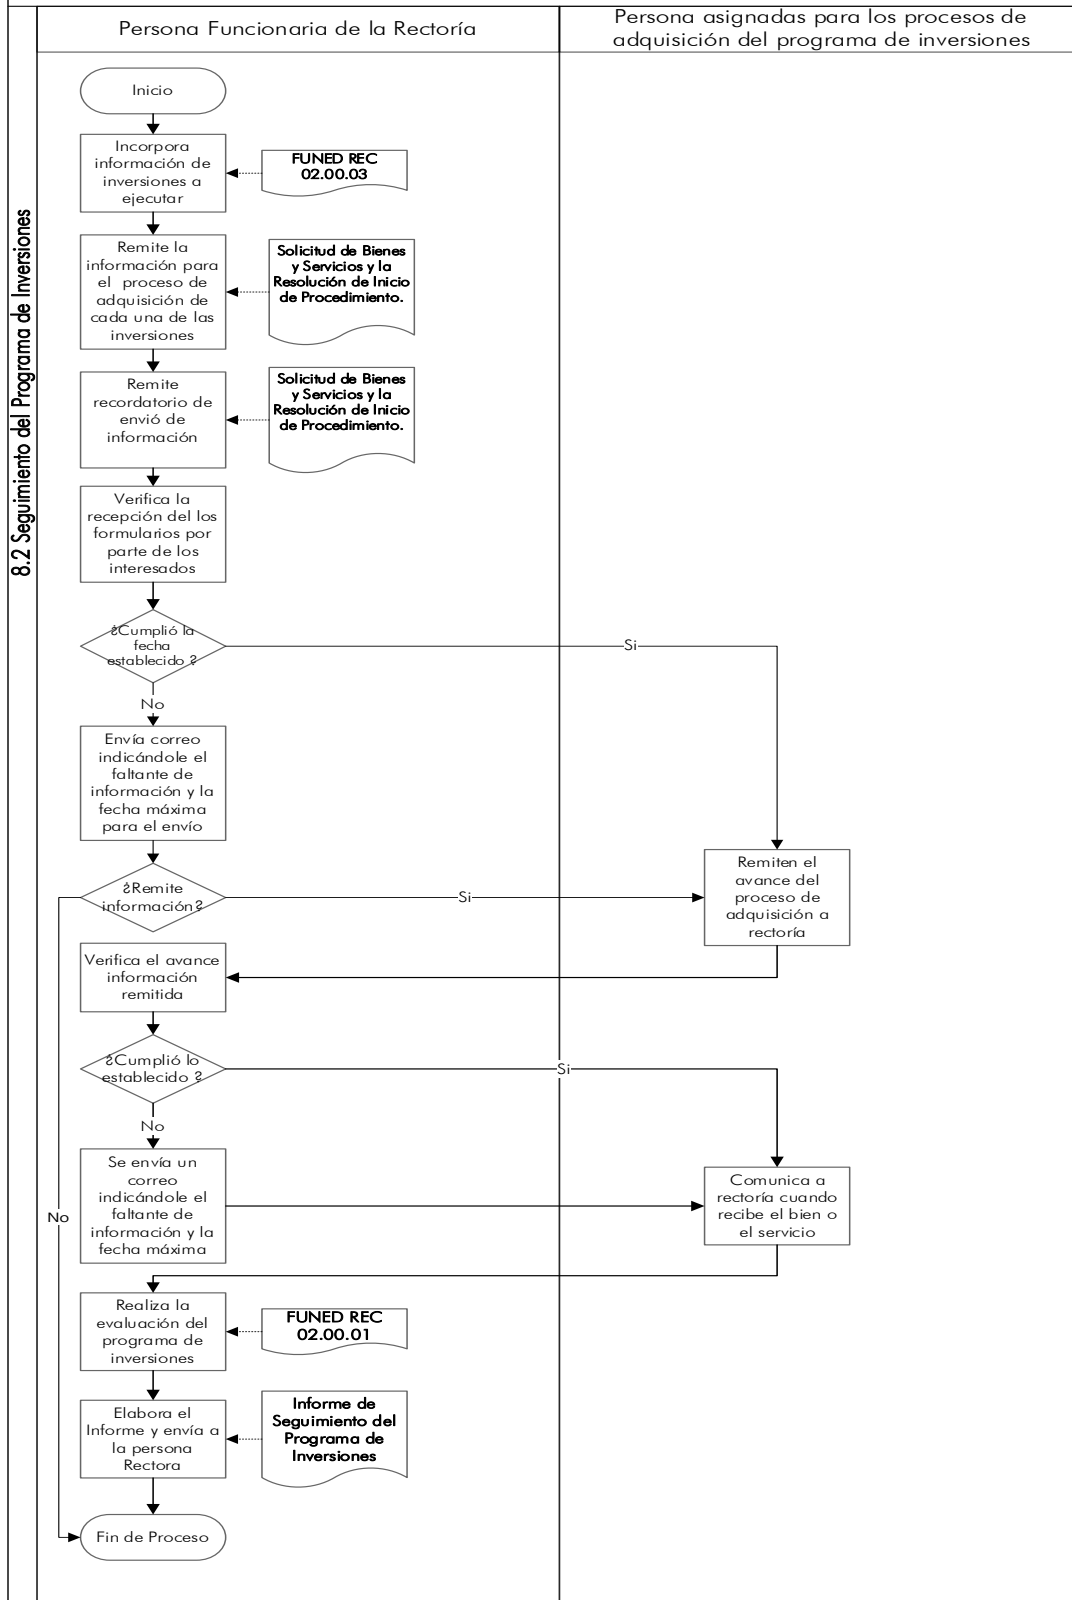 8.2 Seguimiento del Programa de Inversiones
Persona Funcionaria de la Rectoría
Persona asignadas para los procesos de
adquisición del programa de inversiones
Inicio
Incorpora
información de
inversiones a
ejecutar
FUNED REC
02.00.03
Remite la
información para
el proceso de
adquisición de
cada una de las
inversiones
Solicitud de Bienes
y Servicios y la
Resolución de Inicio
de Procedimiento.
Remite
recordatorio de
envió de
información
Solicitud de Bienes
y Servicios y la
Resolución de Inicio
de Procedimiento.
Verifica la
recepción del los
formularios por
parte de los
interesados
¿Cumplió la
fecha
establecido ?
Si
No
Envía correo
indicándole el
faltante de
información y la
fecha máxima
para el envío
¿Remite
información?
Si
Remiten el
avance del
proceso de
adquisición a
rectoría
Verifica el avance
información
remitida
¿Cumplió lo
establecido ?
Si
No
Se envía un
correo
indicándole el
faltante de
información y la
fecha máxima
Comunica a
rectoría cuando
recibe el bien o
el servicio
No
Realiza la
evaluación del
programa de
inversiones
FUNED REC
02.00.01
Elabora el
Informe y envía a
la persona
Rectora
Informe de
Seguimiento del
Programa de
Inversiones
Fin de Proceso